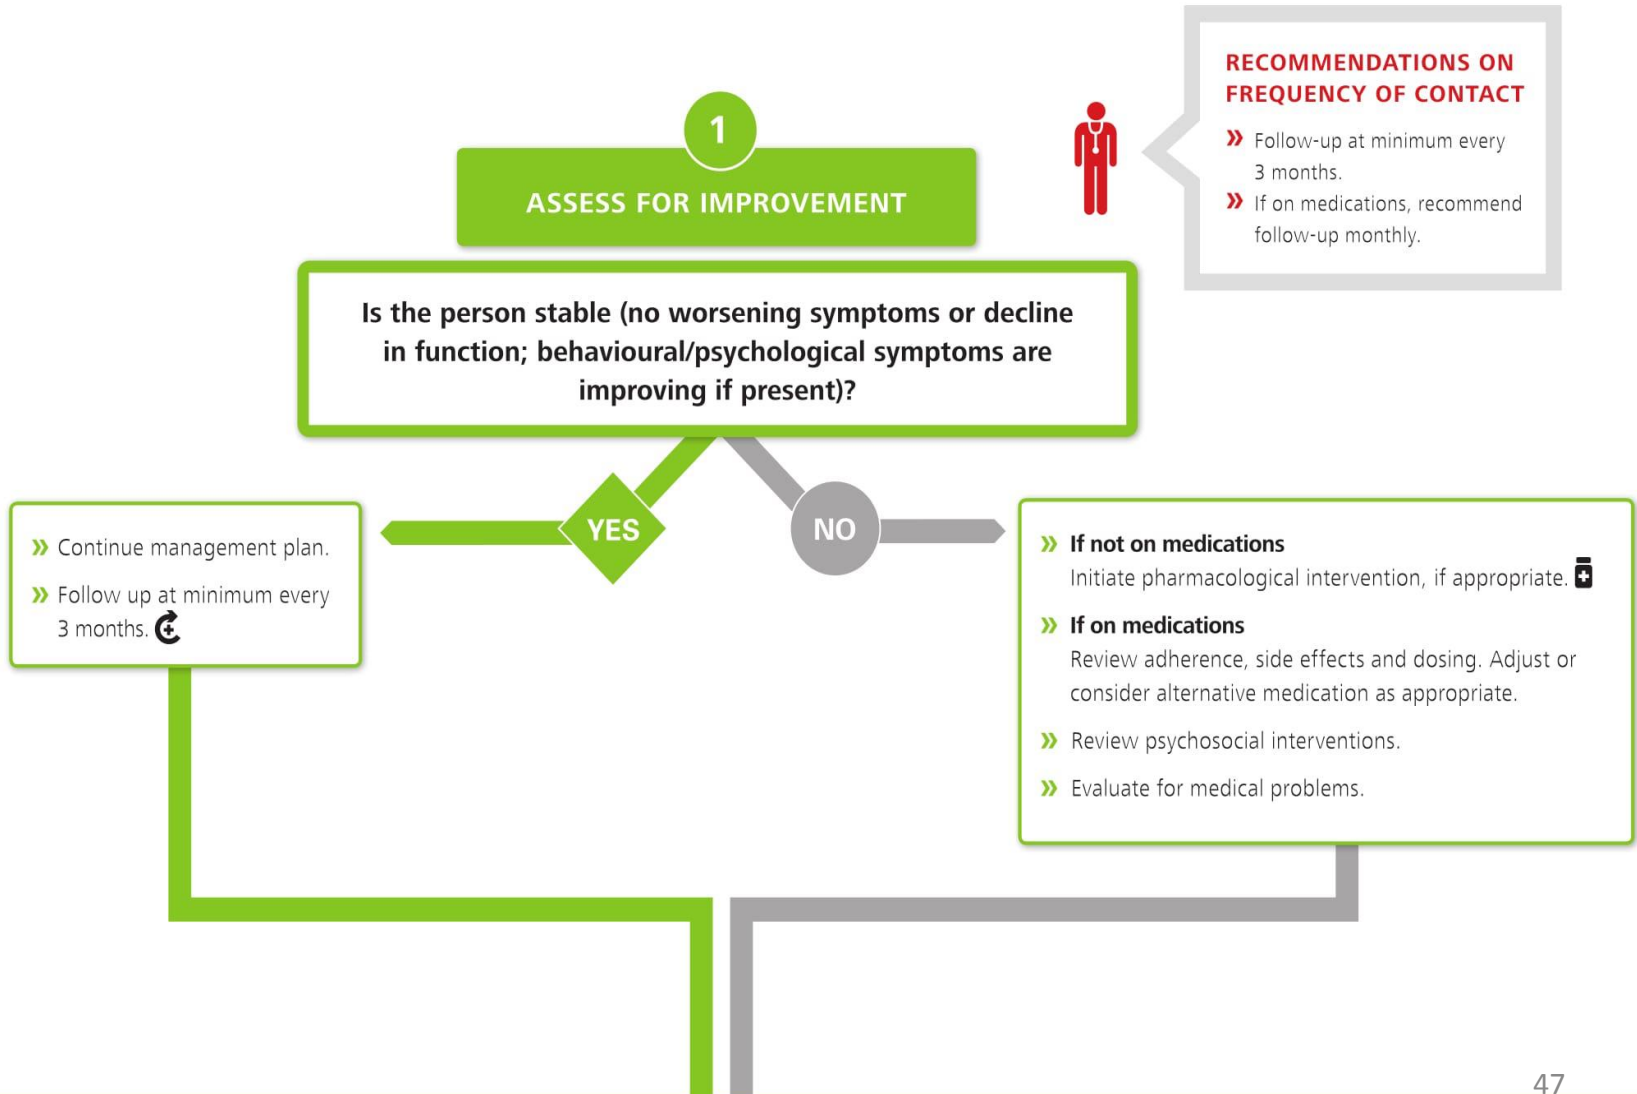 RECOMMENDATIONS ON
FREQUENCY OF CONTACT
» Follow-up at minimum every
3 months.
» If on medications, recommend
follow-up monthly.
1
ASSESS FOR IMPROVEMENT
Is the person stable (no worsening symptoms or decline
in function; behavioural/psychological symptoms are
improving if present)?
YES
NO
» Continue management plan.
» Follow up at minimum every
3 months.
» If not on medications
Initiate pharmacological intervention, if appropriate.
» If on medications
Review adherence, side effects and dosing. Adjust or
consider alternative medication as appropriate.
» Review psychosocial interventions.
» Evaluate for medical problems.
47